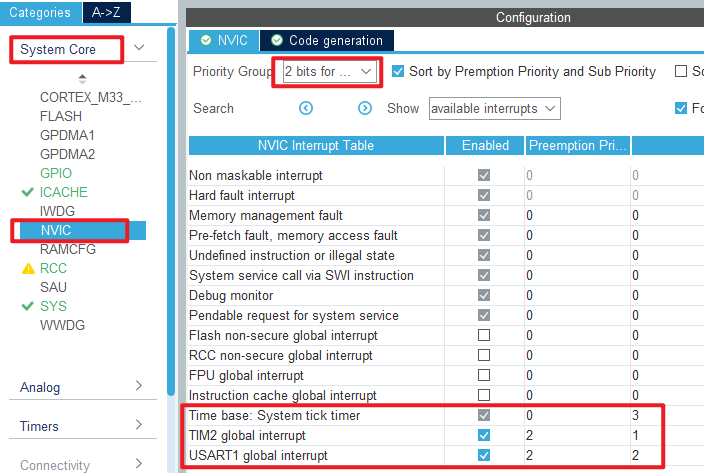 Categories A->Z
System Core
CORTEX_M33_...
FLASH
GPDMA1
GPDMA2
GPIO
ICACHE
IWDG
NVIC
RAMCFG
RCC
SAU
SYS
WWDG
Analog
Timers
Connectivity
Configuration
NVIC Code generation
Priority Group 2 bits for ... Sort by Premption Priority and Sub Priority
Search Show available interrupts
NVIC Interrupt Table Enabled Preemption Pri...
Non maskable interrupt 0 0
Hard fault interrupt 0 0
Memory management fault 0 0
Pre-fetch fault, memory access fault 0 0
Undefined instruction or illegal state 0 0
System service call via SWI instruction 0 0
Debug monitor 0 0
Pendable request for system service 0 0
Flash non-secure global interrupt 0 0
RCC non-secure global interrupt 0 0
FPU global interrupt 0 0
Instruction cache global interrupt 0 0
Time base: System tick timer 0 3
TIM2 global interrupt 2 1
USART1 global interrupt 2 2